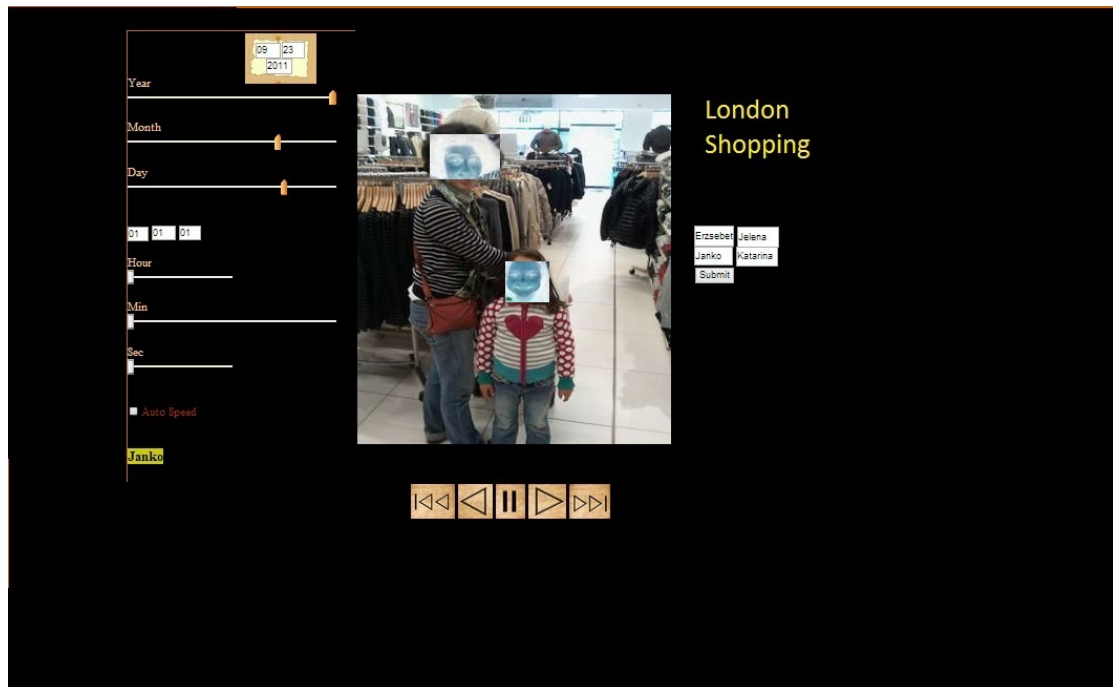 09 23
2011
Year
Month
Day
01 01 01
Hour
Min
Sec
Auto Speed
Janko
London
Shopping
Erzsebet Jelena
Janko Katarina
Submit